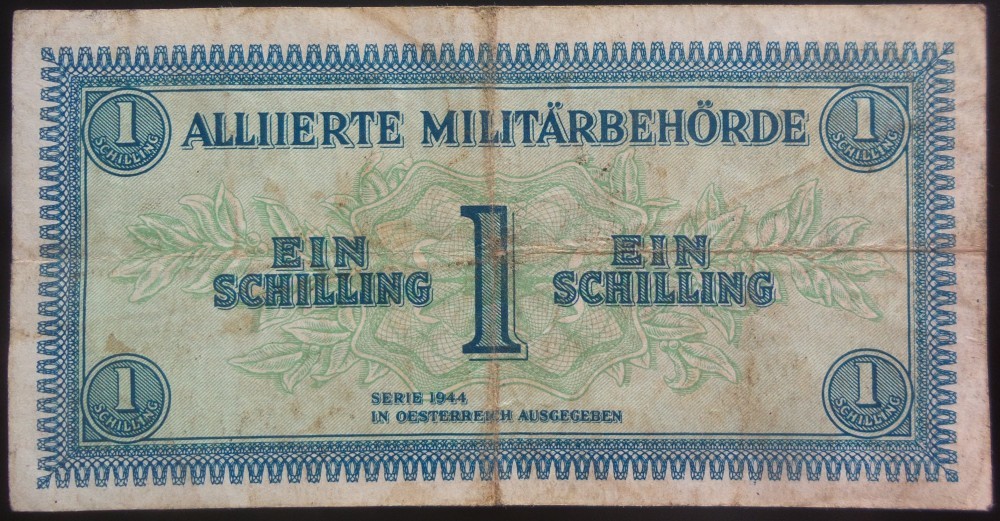 1 SCHILLING
ALLIIERTE MILITÄRBEHÖRDE
1 SCHILLING
EIN
SCHILLING
1
EIN
SCHILLING
SERIE 1944
IN OESTERREICH AUSGEGEBEN
1 SCHILLING
1 SCHILLING